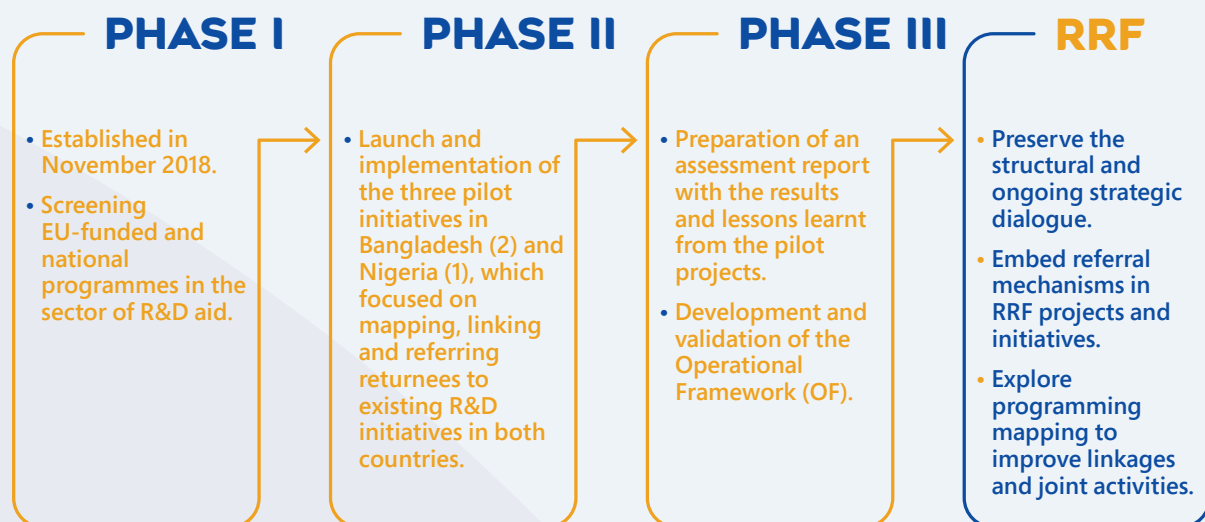 PHASE I
• Established in
November 2018.
• Screening
EU-funded and
national
programmes in the
sector of R&D aid.
PHASE II
• Launch and
implementation of
the three pilot
initiatives in
Bangladesh (2) and
Nigeria (1), which
focused on
mapping, linking
and referring
returnees to
existing R&D
initiatives in both
countries.
PHASE III
• Preparation of an
assessment report
with the results
and lessons learnt
from the pilot
projects.
• Development and
validation of the
Operational
Framework (OF).
RRF
• Preserve the
structural and
ongoing strategic
dialogue.
• Embed referral
mechanisms in
RRF projects and
initiatives.
• Explore
programming
mapping to
improve linkages
and joint activities.